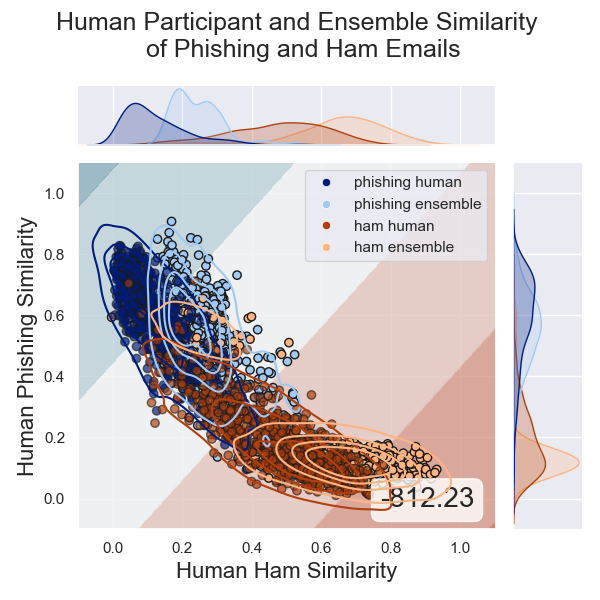 Human Participant and Ensemble Similarity
of Phishing and Ham Emails
phishing human
phishing ensemble
ham human
ham ensemble
Human Phishing Similarity
1.0
0.8
0.6
0.4
0.2
0.0
-812.23
0.0 0.2 0.4 0.6 0.8 1.0
Human Ham Similarity